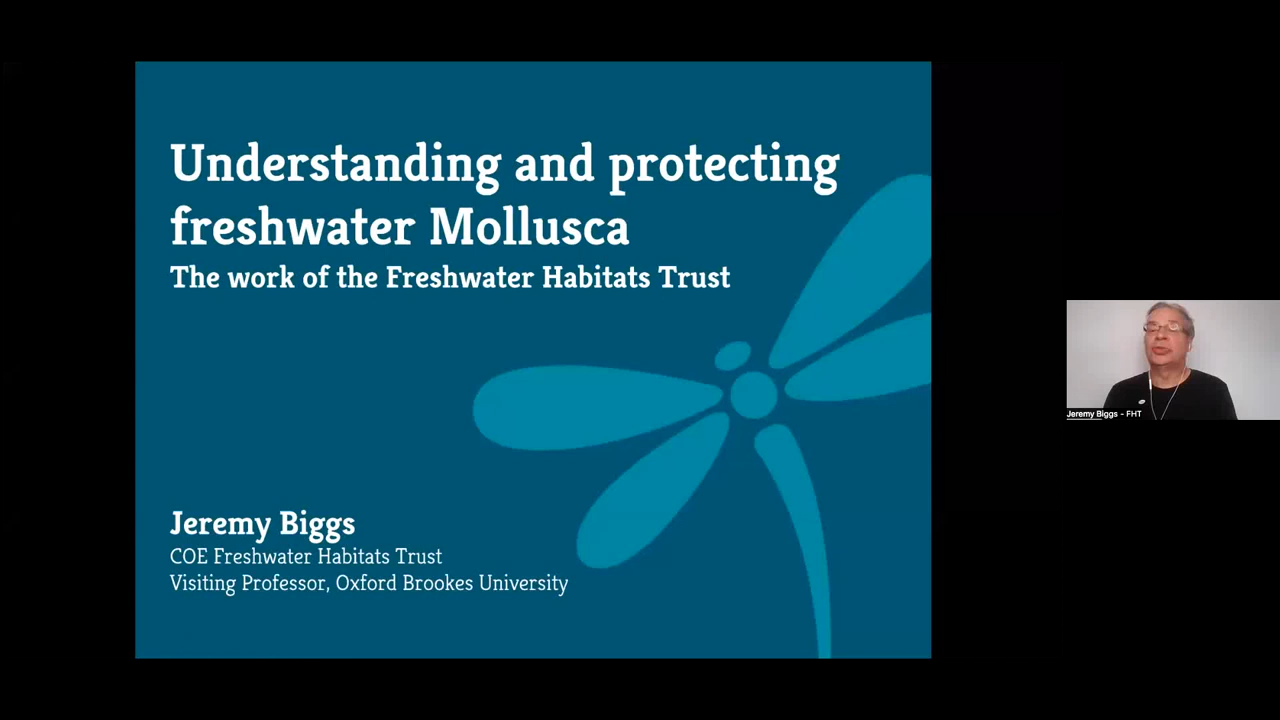 Understanding and protecting
freshwater Mollusca
The work of the Freshwater Habitats Trust
Jeremy Biggs
COE Freshwater Habitats Trust
Visiting Professor, Oxford Brookes University
Jeremy Biggs - FHT